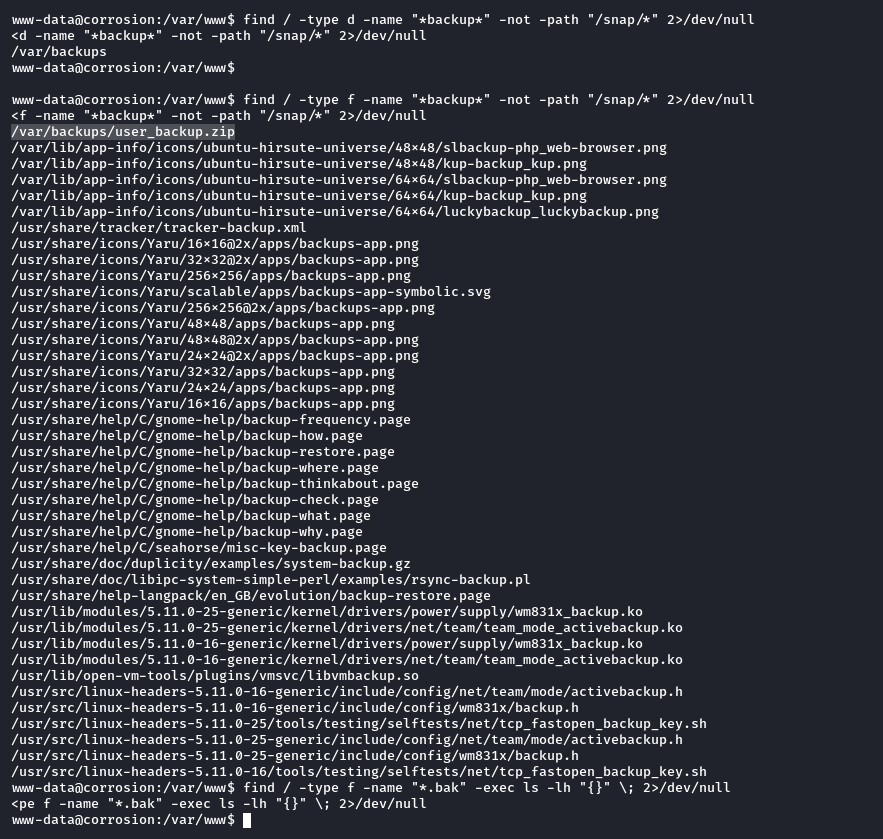 www-data@corrosion:/var/www$ find / -type d -name "*backup*" -not -path "/snap/*" 2>/dev/null
<d -name "*backup*" -not -path "/snap/*" 2>/dev/null
/var/backups
www-data@corrosion:/var/www$
www-data@corrosion:/var/www$ find / -type f -name "*backup*" -not -path "/snap/*" 2>/dev/null
<f -name "*backup*" -not -path "/snap/*" 2>/dev/null
/var/backups/user_backup.zip
/var/lib/app-info/icons/ubuntu-hirsute-universe/48×48/slbackup-php_web-browser.png
/var/lib/app-info/icons/ubuntu-hirsute-universe/48×48/kup-backup_kup.png
/var/lib/app-info/icons/ubuntu-hirsute-universe/64×64/slbackup-php_web-browser.png
/var/lib/app-info/icons/ubuntu-hirsute-universe/64×64/kup-backup_kup.png
/var/lib/app-info/icons/ubuntu-hirsute-universe/64×64/luckybackup_luckybackup.png
/usr/share/tracker/tracker-backup.xml
/usr/share/icons/Yaru/16×16@2x/apps/backups-app.png
/usr/share/icons/Yaru/32×32@2x/apps/backups-app.png
/usr/share/icons/Yaru/256×256/apps/backups-app.png
/usr/share/icons/Yaru/scalable/apps/backups-app-symbolic.svg
/usr/share/icons/Yaru/256×256@2x/apps/backups-app.png
/usr/share/icons/Yaru/48×48/apps/backups-app.png
/usr/share/icons/Yaru/48×48@2x/apps/backups-app.png
/usr/share/icons/Yaru/24×24@2x/apps/backups-app.png
/usr/share/icons/Yaru/32×32/apps/backups-app.png
/usr/share/icons/Yaru/24×24/apps/backups-app.png
/usr/share/icons/Yaru/16×16/apps/backups-app.png
/usr/share/help/C/gnome-help/backup-frequency.page
/usr/share/help/C/gnome-help/backup-how.page
/usr/share/help/C/gnome-help/backup-restore.page
/usr/share/help/C/gnome-help/backup-where.page
/usr/share/help/C/gnome-help/backup-thinkabout.page
/usr/share/help/C/gnome-help/backup-check.page
/usr/share/help/C/gnome-help/backup-what.page
/usr/share/help/C/gnome-help/backup-why.page
/usr/share/help/C/seahorse/misc-key-backup.page
/usr/share/doc/duplicity/examples/system-backup.gz
/usr/share/doc/libipc-system-simple-perl/examples/rsync-backup.pl
/usr/share/help-langpack/en_GB/evolution/backup-restore.page
/usr/lib/modules/5.11.0-25-generic/kernel/drivers/power/supply/wm831x_backup.ko
/usr/lib/modules/5.11.0-25-generic/kernel/drivers/net/team/team_mode_activebackup.ko
/usr/lib/modules/5.11.0-16-generic/kernel/drivers/power/supply/wm831x_backup.ko
/usr/lib/modules/5.11.0-16-generic/kernel/drivers/net/team/team_mode_activebackup.ko
/usr/lib/open-vm-tools/plugins/vmsvc/libvmbackup.so
/usr/src/linux-headers-5.11.0-16-generic/include/config/net/team/mode/activebackup.h
/usr/src/linux-headers-5.11.0-16-generic/include/config/wm831x/backup.h
/usr/src/linux-headers-5.11.0-25/tools/testing/selftests/net/tcp_fastopen_backup_key.sh
/usr/src/linux-headers-5.11.0-25-generic/include/config/net/team/mode/activebackup.h
/usr/src/linux-headers-5.11.0-25-generic/include/config/wm831x/backup.h
/usr/src/linux-headers-5.11.0-16/tools/testing/selftests/net/tcp_fastopen_backup_key.sh
www-data@corrosion:/var/www$ find / -type f -name "*.bak" -exec ls -lh "{}" \; 2>/dev/null
<pe f -name "*.bak" -exec ls -lh "{}" \; 2>/dev/null
www-data@corrosion:/var/www$